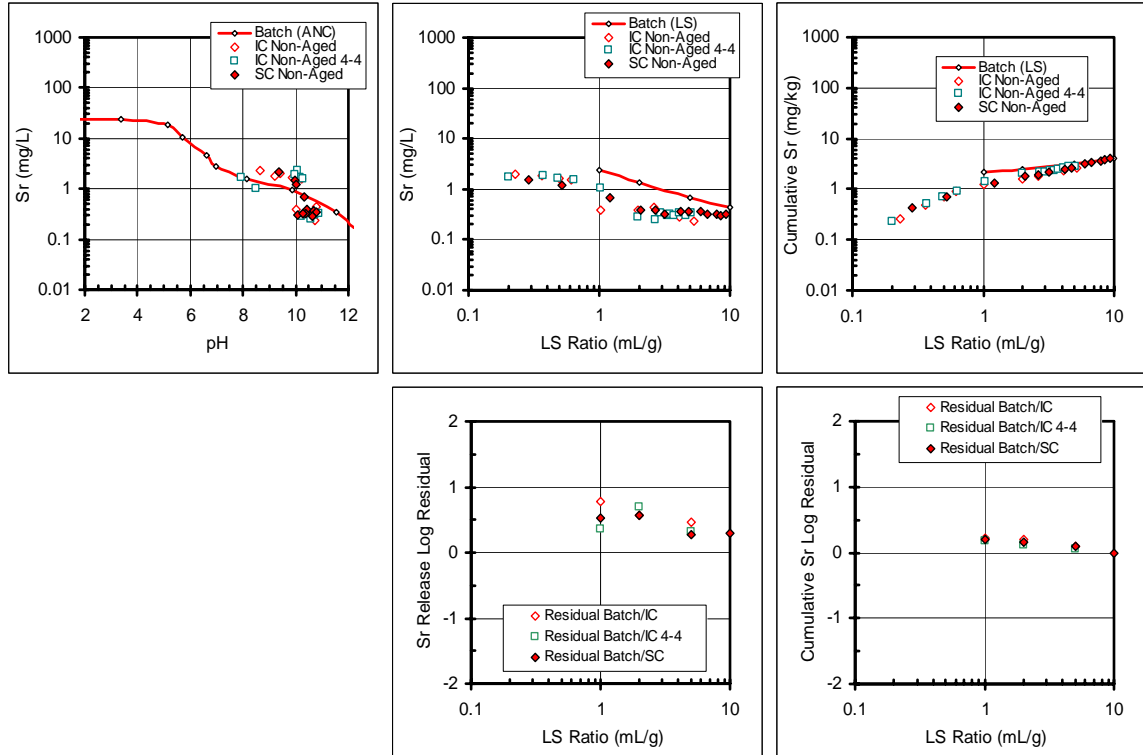 Batch (ANC)
IC Non-Aged
IC Non-Aged 4-4
SC Non-Aged
1000
100
10
1
0.1
0.01
Sr (mg/L)
2 4 6 8 10 12
pH
Batch (LS)
IC Non-Aged
IC Non-Aged 4-4
SC Non-Aged
1000
100
10
1
0.1
0.01
Sr (mg/L)
0.1 1 10
LS Ratio (mL/g)
Batch (LS)
IC Non-Aged
IC Non-Aged 4-4
SC Non-Aged
1000
100
10
1
0.1
0.01
Cumulative Sr (mg/kg)
0.1 1 10
LS Ratio (mL/g)
2
1
0
-1
-2
Sr Release Log Residual
Residual Batch/IC
Residual Batch/IC 4-4
Residual Batch/SC
0.1 1 10
LS Ratio (mL/g)
Residual Batch/IC
Residual Batch/IC 4-4
Residual Batch/SC
2
1
0
-1
-2
Cumulative Sr Log Residual
0.1 1 10
LS Ratio (mL/g)